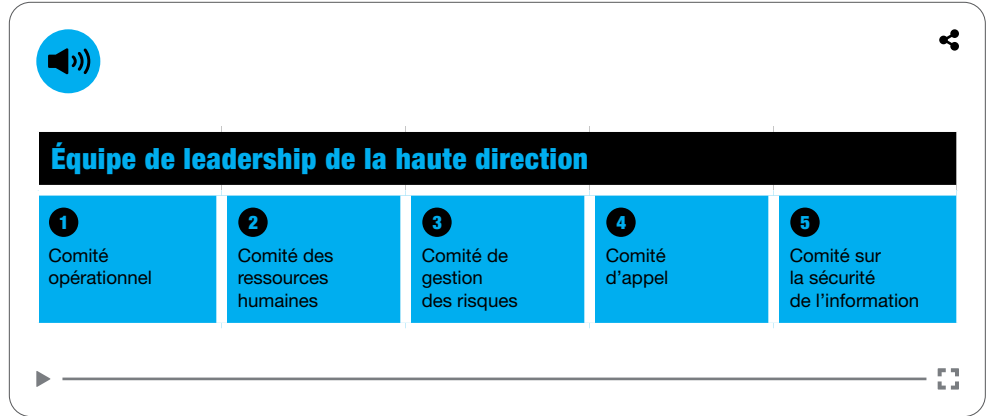 Équipe de leadership de la haute direction
1
Comité
opérationnel
2
Comité des
ressources
humaines
3
Comité de
gestion
des risques
4
Comité
d’appel
5
Comité sur
la sécurité
de l’information